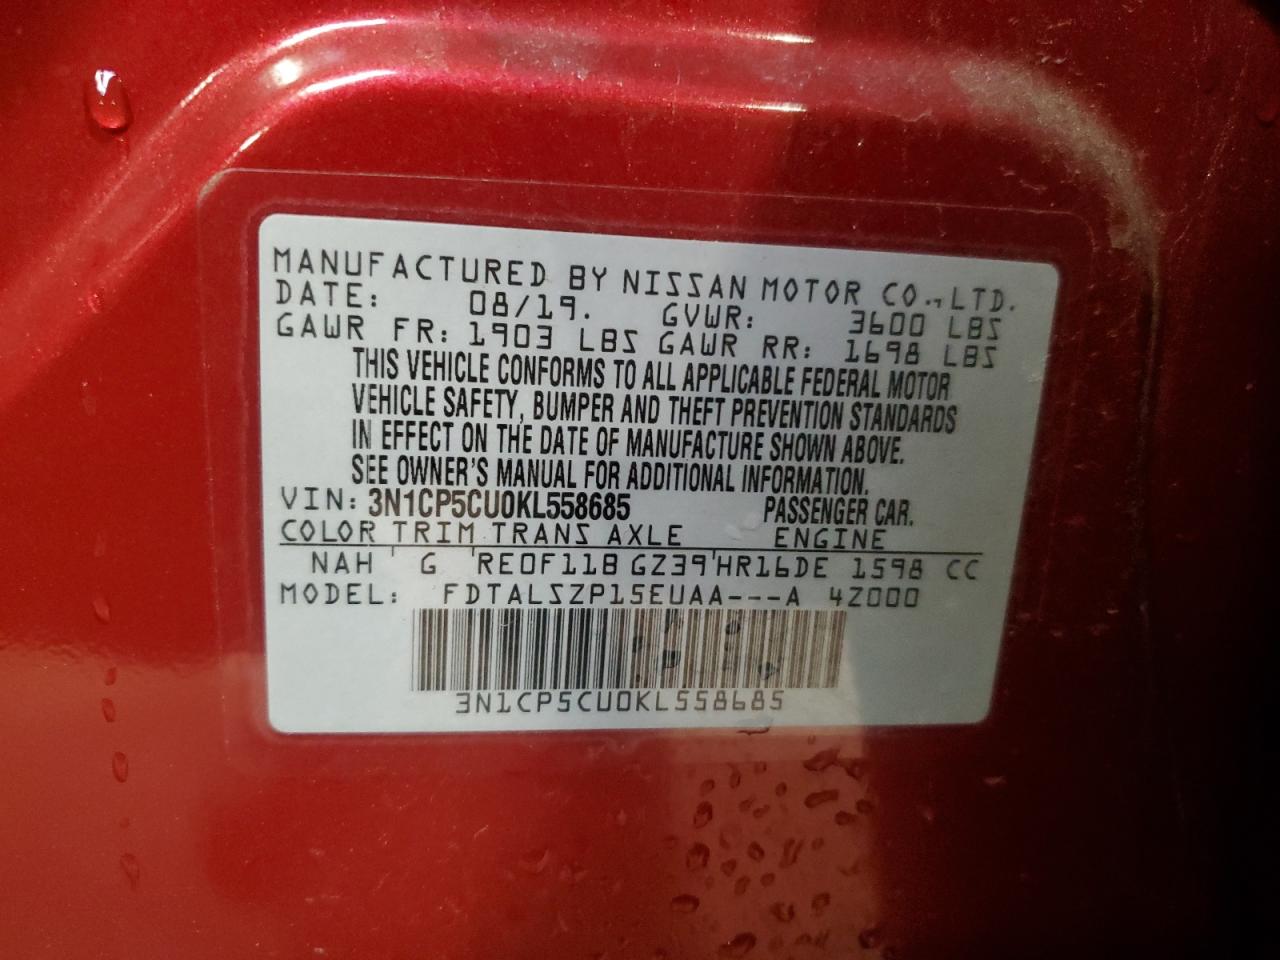 MANUFACTURED BY NISSAN MOTOR CO., LTD.
DATE: 08/19. GVWR: 3600 LBS
GAWR FR: 1903 LBS GAWR RR: 1698 LBS
THIS VEHICLE CONFORMS TO ALL APPLICABLE FEDERAL MOTOR
VEHICLE SAFETY, BUMPER AND THEFT PREVENTION STANDARDS
IN EFFECT ON THE DATE OF MANUFACTURE SHOWN ABOVE.
SEE OWNER'S MANUAL FOR ADDITIONAL INFORMATION.
VIN: 3N1CP5CU0KL558685 PASSENGER CAR.
COLOR TRIM TRANS AXLE ENGINE
NAH ' G 'RE0F11B GZ39'HR16DE 1598 CC
MODEL: FDTALSZP15EUAA---A 4Z000
3N1CP5CU0KL558685